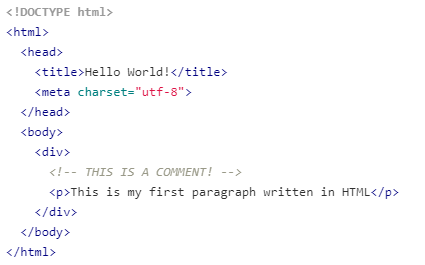 <!DOCTYPE html>
<html>
  <head>
    <title>Hello World!</title>
    <meta charset="utf-8">
  </head>
  <body>
    <div>
      <!-- THIS IS A COMMENT! -->
      <p>This is my first paragraph written in HTML</p>
    </div>
  </body>
</html>